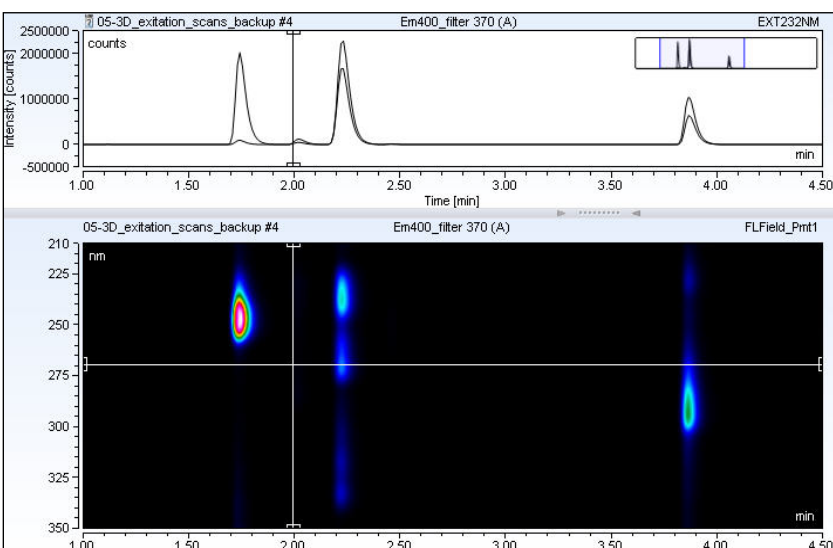 05-3D_exitation_scans_backup #4 Em400_filter 370 (A) EXT232NM
2500000
counts
2000000
1000000
0
-500000
Intensity [counts]
min
1.00 1.50 2.00 2.50 3.00 3.50 4.00 4.50
Time [min]
05-3D_exitation_scans_backup #4 Em400_filter 370 (A) FLField_Pmt1
210
nm
225
250
275
300
325
350
min
1.00 1.50 2.00 2.50 3.00 3.50 4.00 4.50